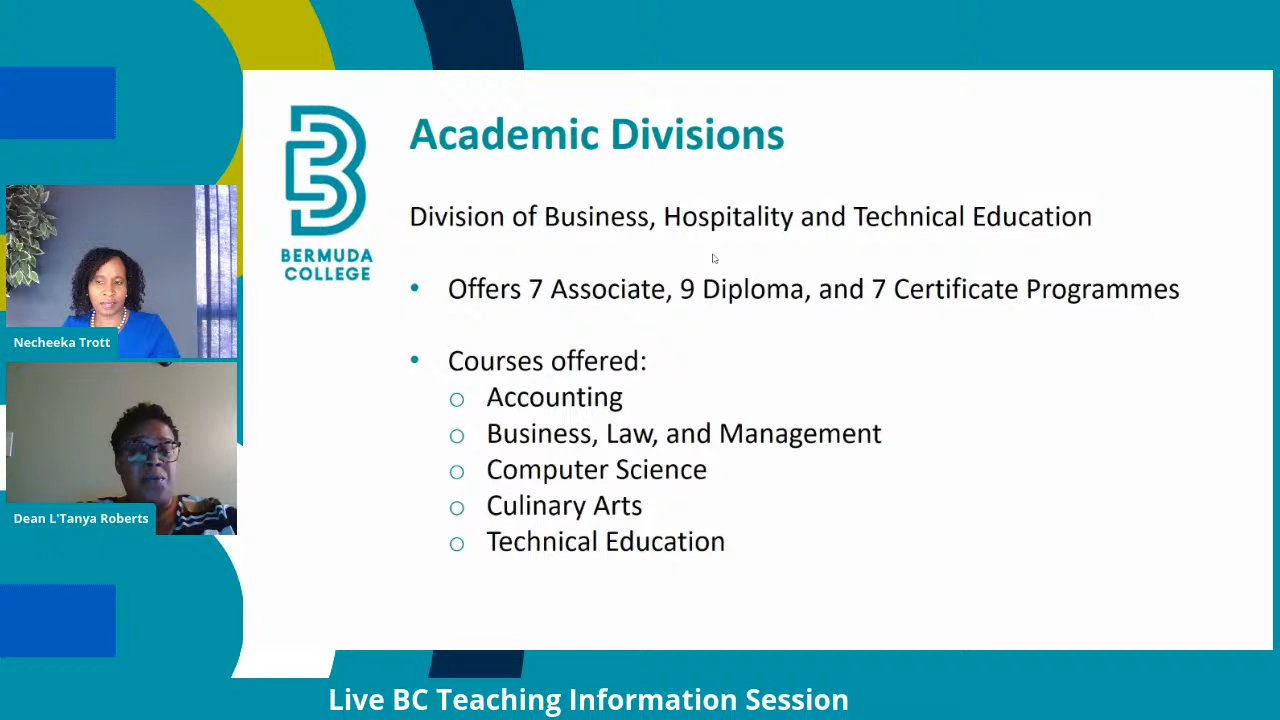 BERMUDA
COLLEGE
Academic Divisions
Division of Business, Hospitality and Technical Education
• Offers 7 Associate, 9 Diploma, and 7 Certificate Programmes
• Courses offered:
o Accounting
o Business, Law, and Management
o Computer Science
o Culinary Arts
o Technical Education
Necheeka Trott
Dean L'Tanya Roberts
Live BC Teaching Information Session